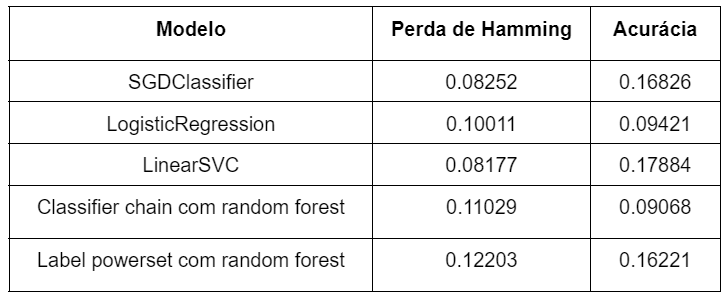 Modelo Perda de Hamming Acurácia
SGDClassifier 0.08252 0.16826
LogisticRegression 0.10011 0.09421
LinearSVC 0.08177 0.17884
Classifier chain com random forest 0.11029 0.09068
Label powerset com random forest 0.12203 0.16221